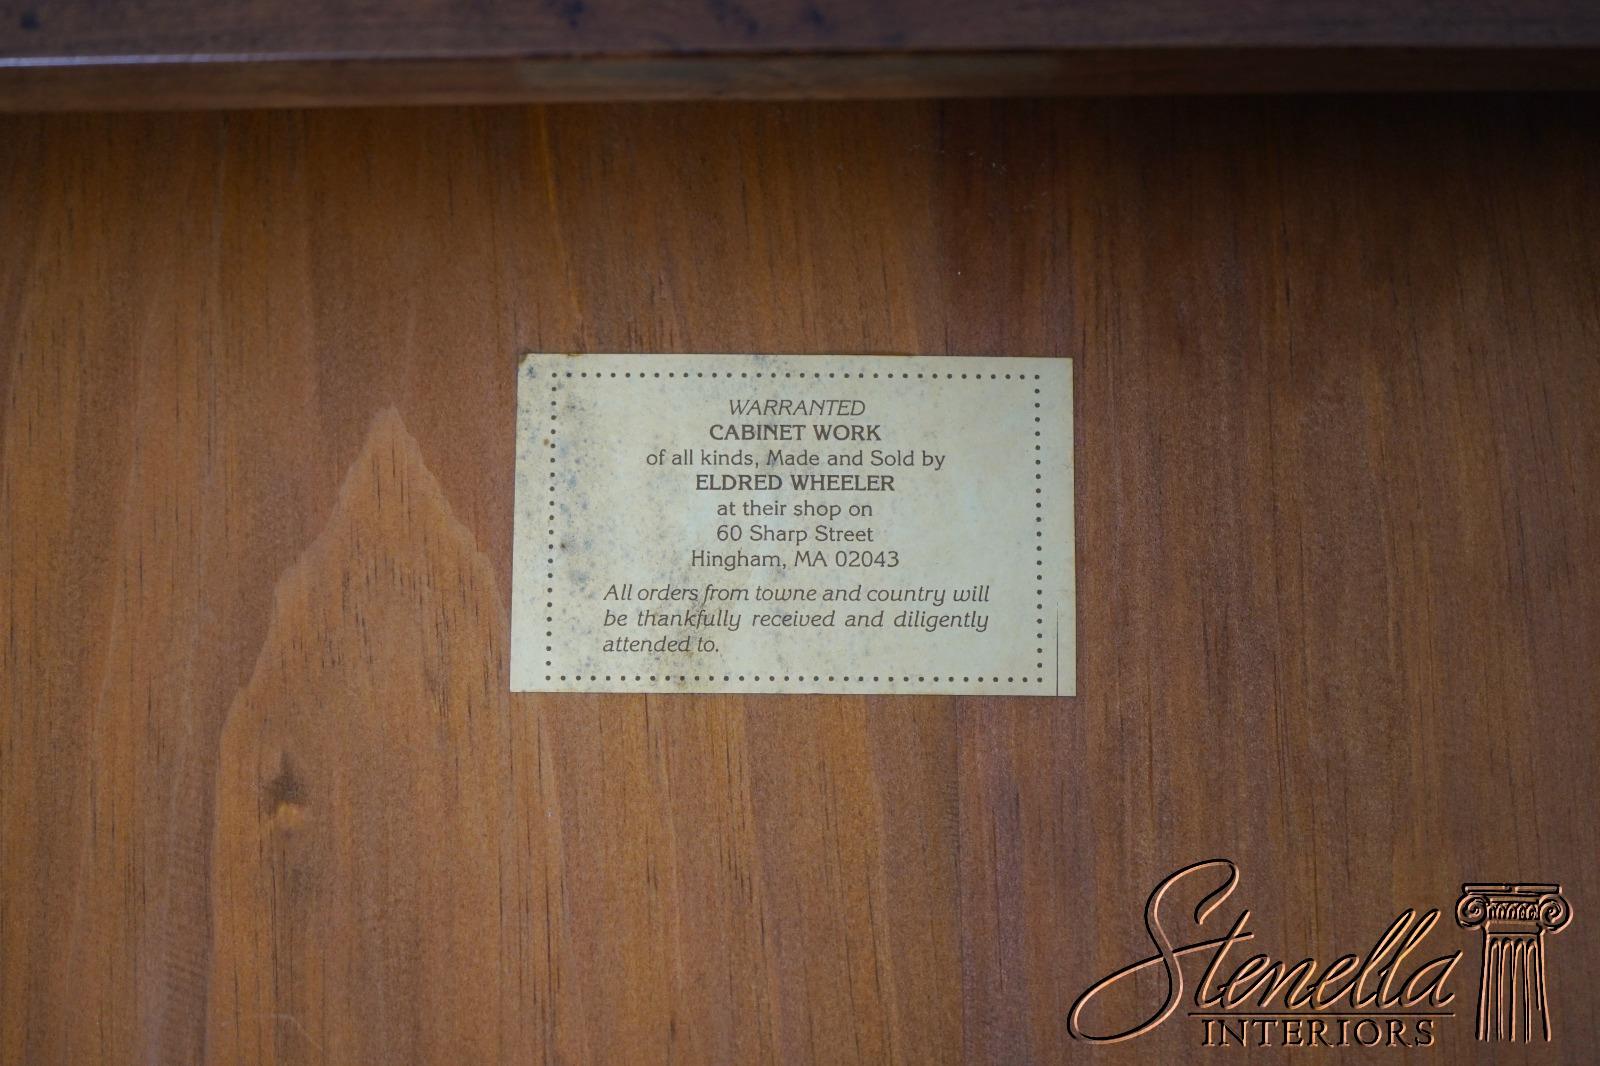 WARRANTED
CABINET WORK
of all kinds, Made and Sold by
ELDRED WHEELER
at their shop on
60 Sharp Street
Hingham, MA 02043
All orders from towne and country will
be thankfully received and diligently
attended to.
Stenella
INTERIORS